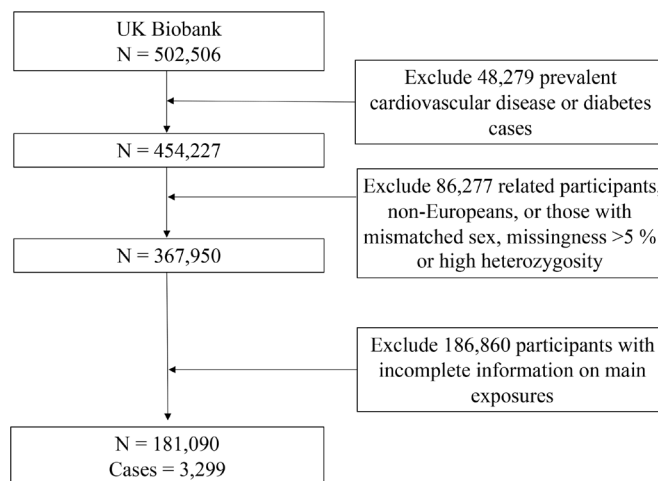 UK Biobank
N = 502,506
Exclude 48,279 prevalent
cardiovascular disease or diabetes
cases
N = 454,227
Exclude 86,277 related participants,
non-Europeans, or those with
mismatched sex, missingness >5 %
or high heterozygosity
N = 367,950
Exclude 186,860 participants with
incomplete information on main
exposures
N = 181,090
Cases = 3,299